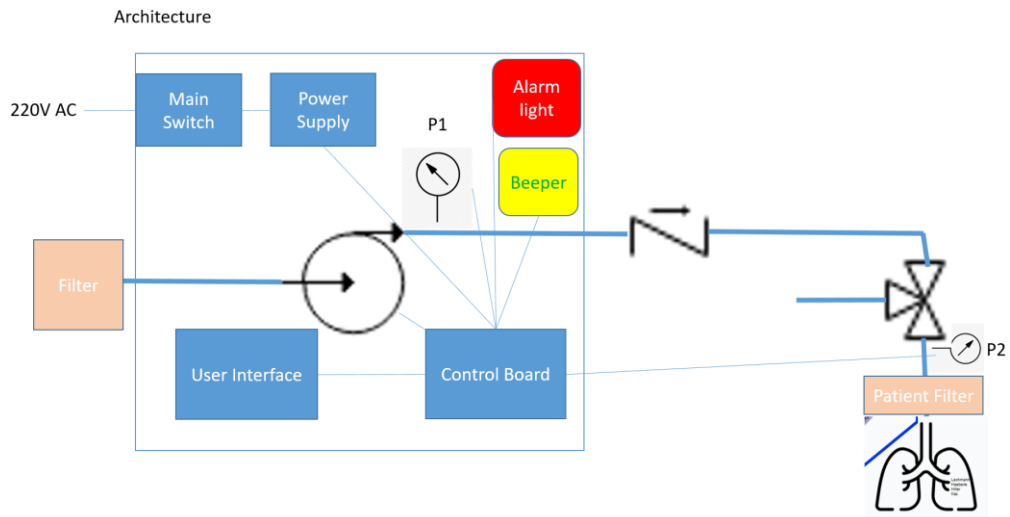 Architecture
220V AC
Main
Switch
Power
Supply
P1
Alarm
light
Beeper
Filter
User Interface
Control Board
P2
Patient Filter